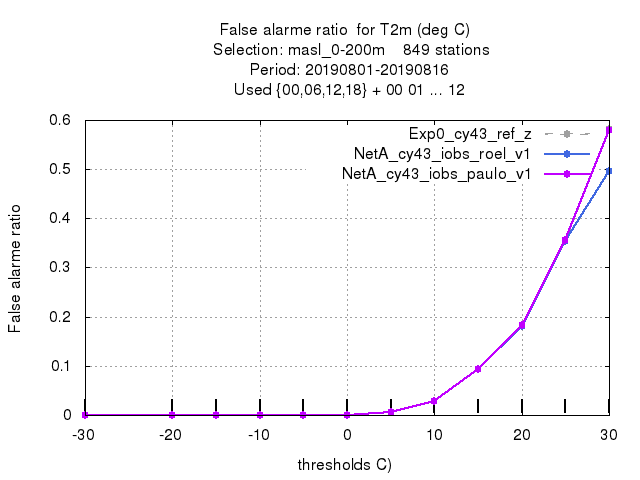 False alarme ratio  for T2m (deg C)
Selection: masl_0-200m    849 stations
Period: 20190801-20190816
Used {00,06,12,18} + 00 01 ... 12
Exp0_cy43_ref_z
NetA_cy43_iobs_roel_v1
NetA_cy43_iobs_paulo_v1
False alarme ratio
0.6
0.5
0.4
0.3
0.2
0.1
0
-30 -20 -10 0 10 20 30
thresholds C)